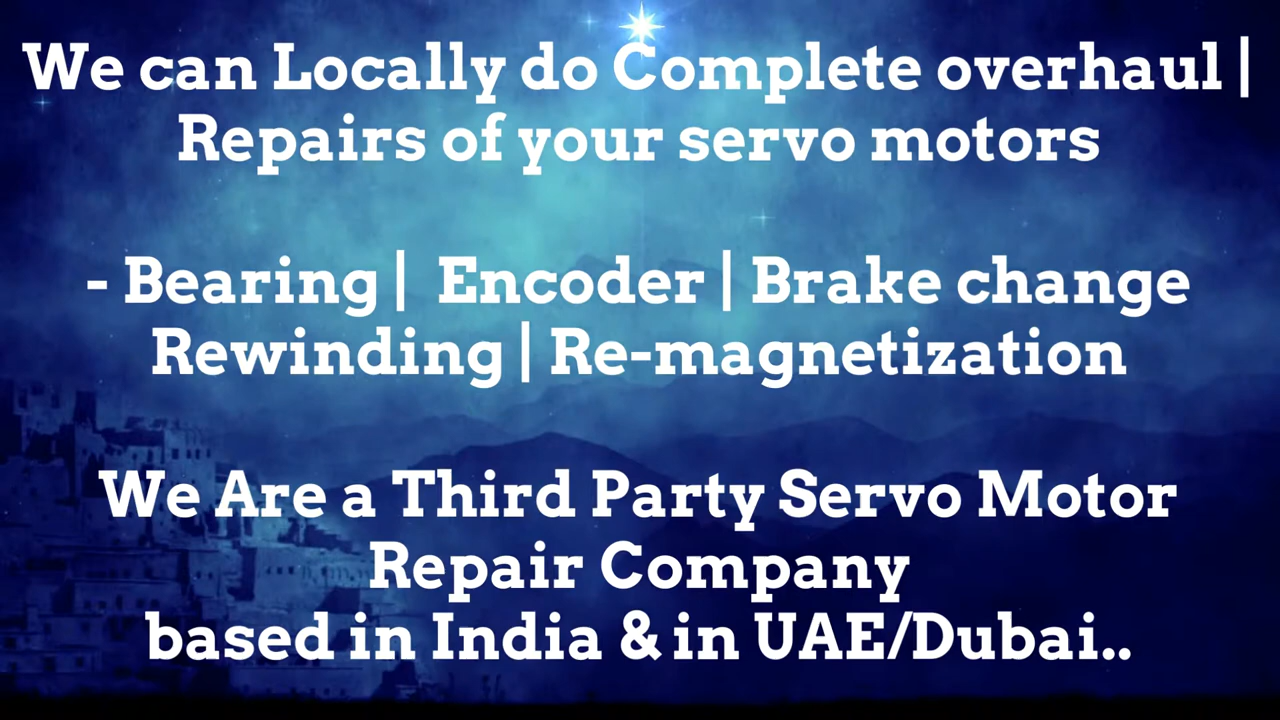 We can Locally do Complete overhaul |
Repairs of your servo motors
- Bearing | Encoder | Brake change
Rewinding | Re-magnetization
We Are a Third Party Servo Motor
Repair Company
based in India & in UAE/Dubai..